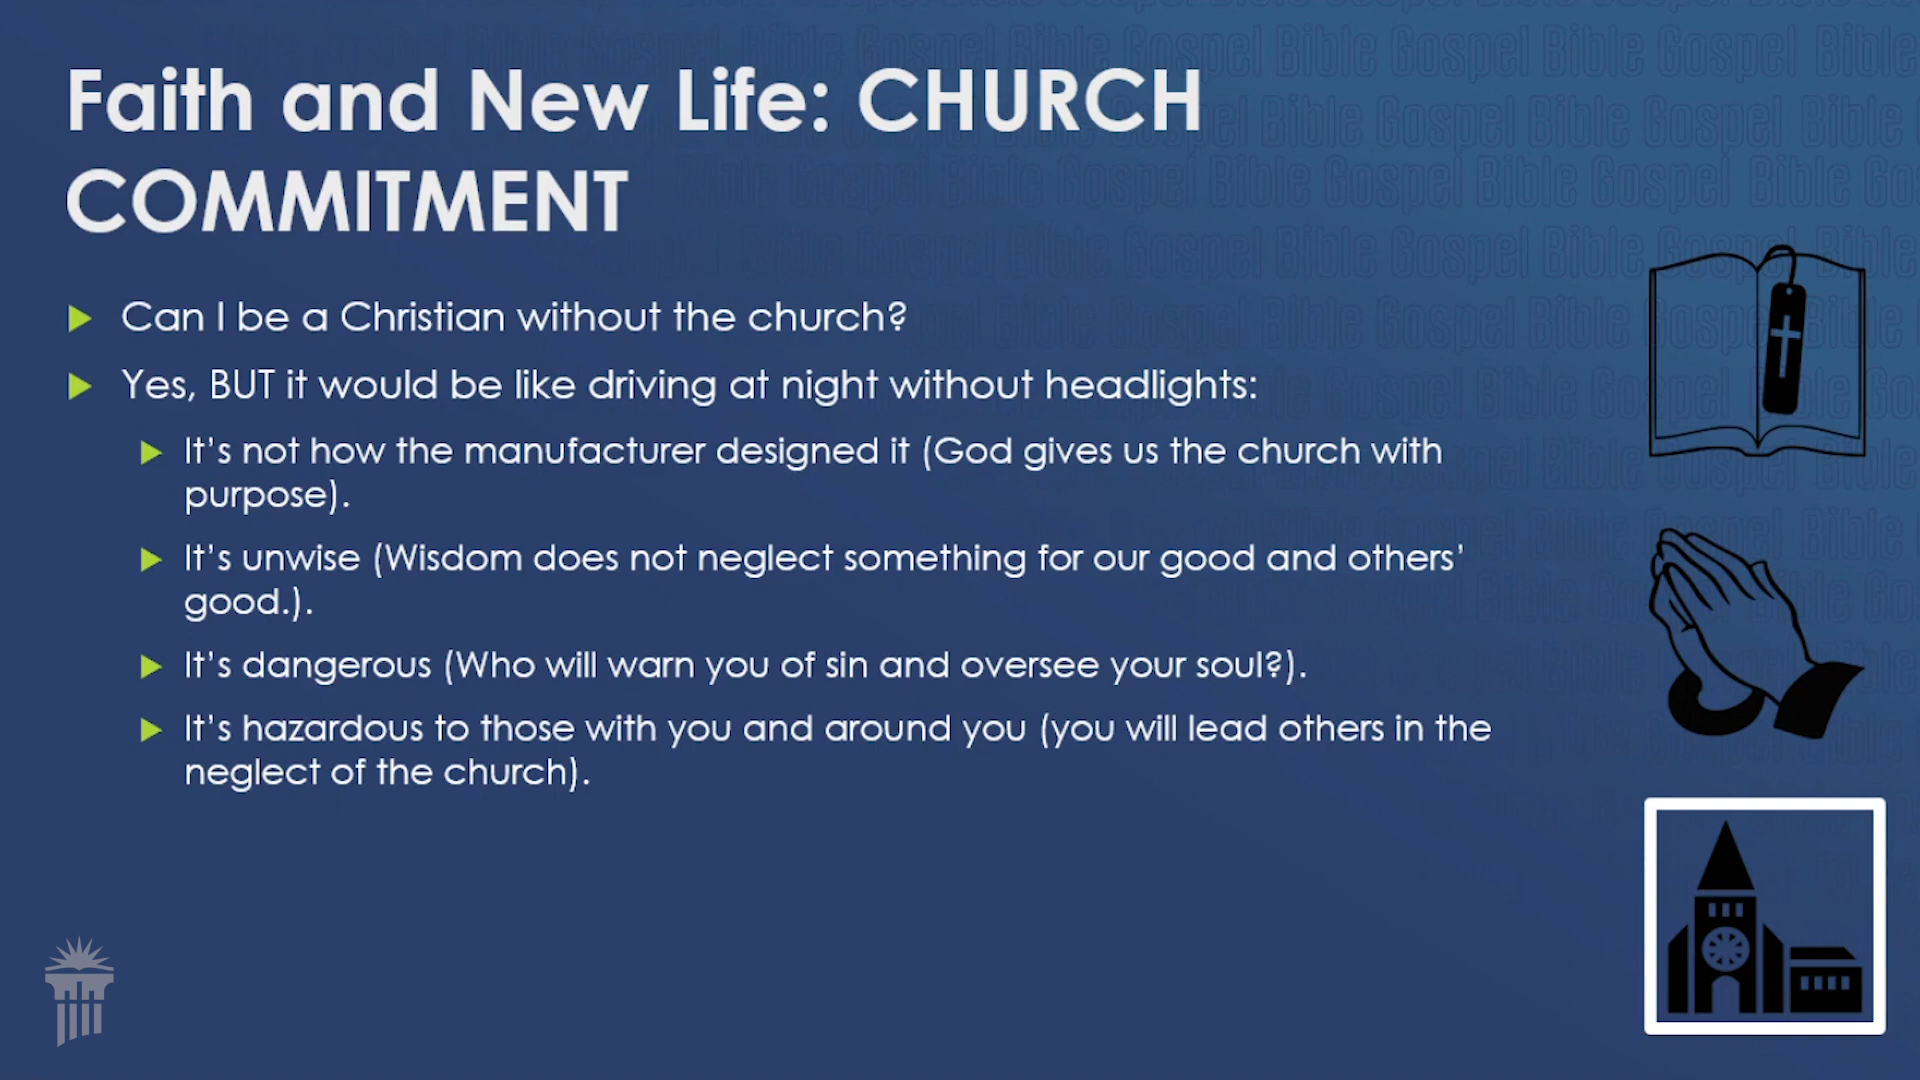 Faith and New Life: CHURCH
COMMITMENT
Can I be a Christian without the church?
Yes, BUT it would be like driving at night without headlights:
It's not how the manufacturer designed it (God gives us the church with
purpose).
It's unwise (Wisdom does not neglect something for our good and others'
good.).
It's dangerous (Who will warn you of sin and oversee your soul?).
It's hazardous to those with you and around you (you will lead others in the
neglect of the church).